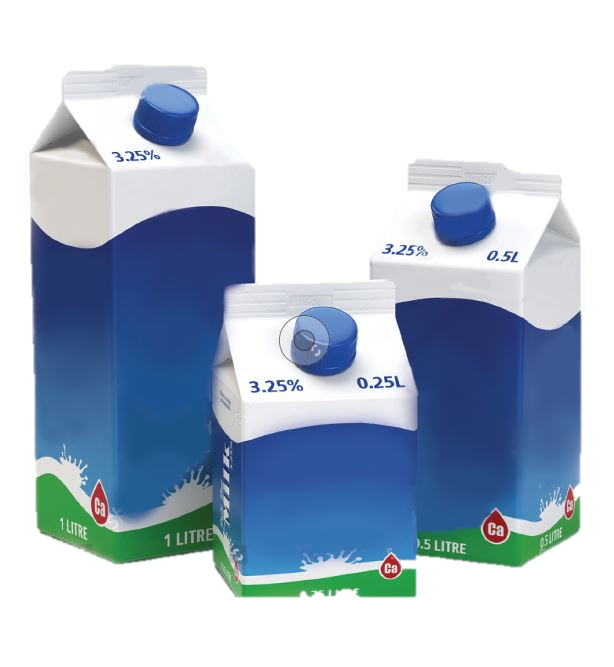 3.25%
Ca
1 LITRE
1 LITRE
3.25% 0.25L
Milk
Ca
3.25% 0.5L
0.5 LITRE
Ca
0.5 LITRE
Ca